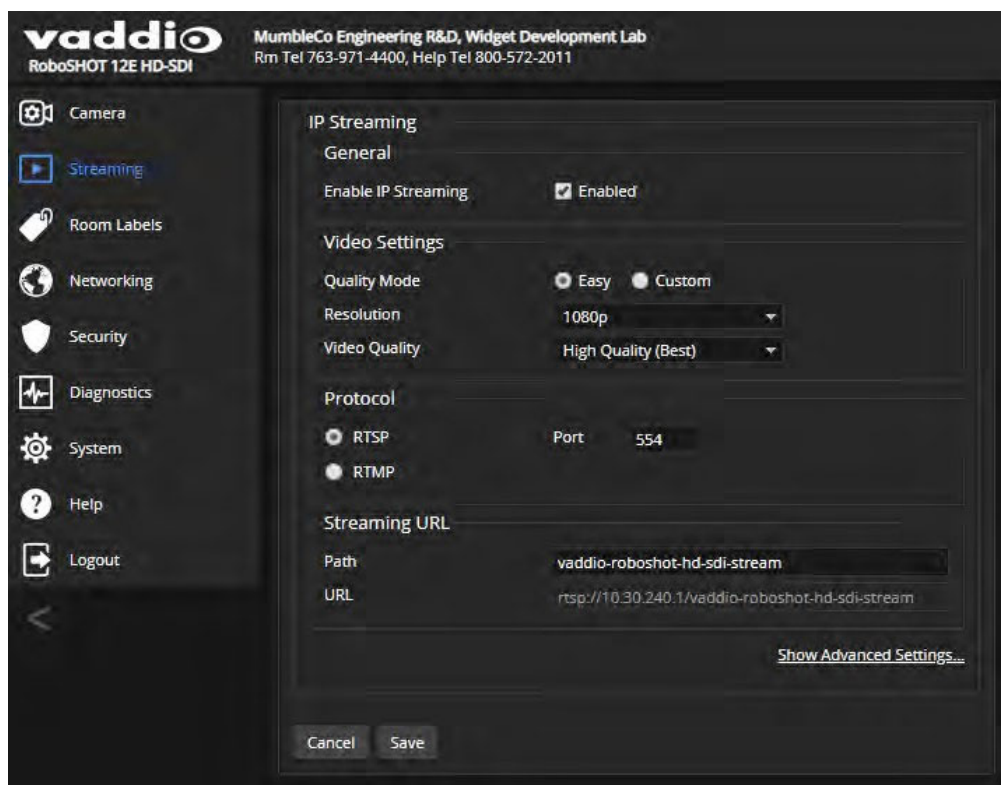 vaddio
RoboSHOT 12E HD-SDI
MumbleCo Engineering R&D, Widget Development Lab
Rm Tel 763-971-4400, Help Tel 800-572-2011
Camera
Streaming
Room Labels
Networking
Security
Diagnostics
System
Help
Logout
IP Streaming
General
Enable IP Streaming Enabled
Video Settings
Quality Mode Easy Custom
Resolution 1080p
Video Quality High Quality (Best)
Protocol
RTSP Port 554
RTMP
Streaming URL
Path vaddio-roboshot-hd-sdi-stream
URL rtsp://10.30.240.1/vaddio-roboshot-hd-sdi-stream
Show Advanced Settings...
Cancel Save